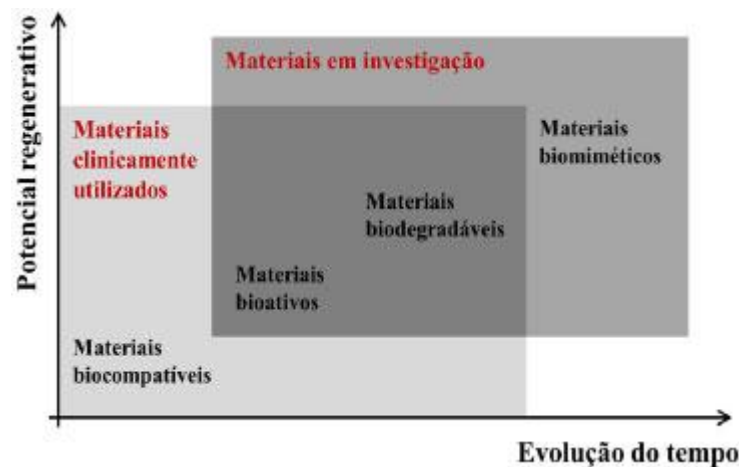 Potencial regenerativo
Materiais em investigação
Materiais
clinicamente
utilizados
Materiais
biomiméticos
Materiais
biodegradáveis
Materiais
bioativos
Materiais
biocompatíveis
Evolução do tempo